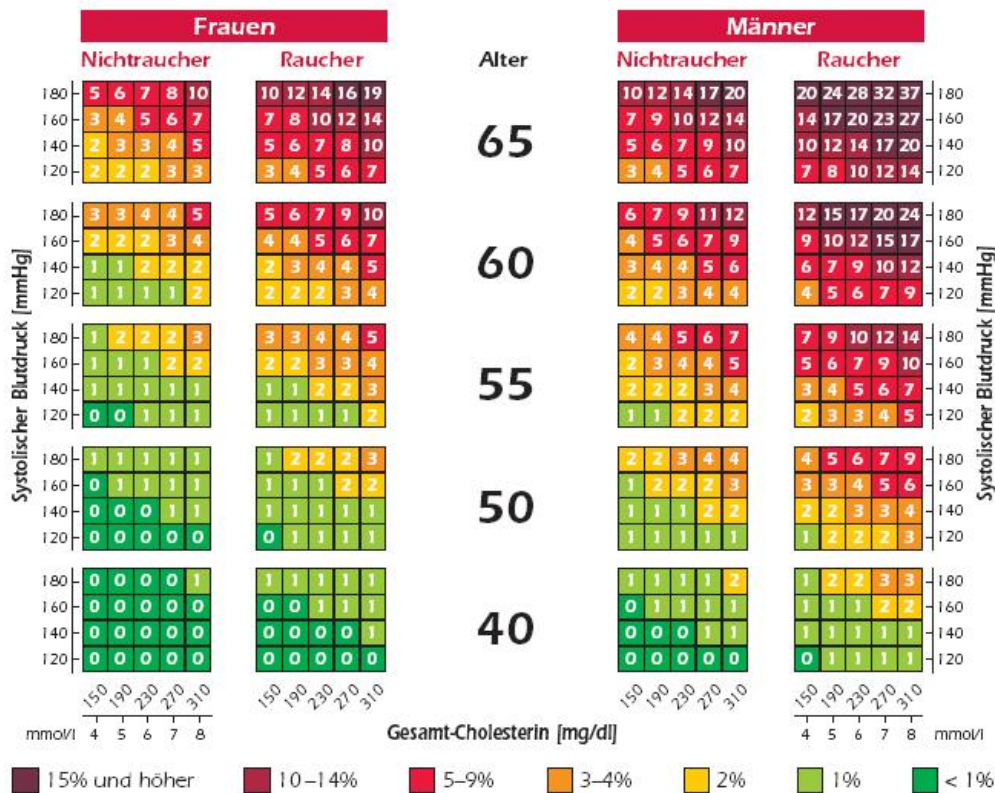 Frauen Männer
Nichtraucher Raucher Alter Nichtraucher Raucher
Systolischer Blutdruck [mmHg]
180 5 6 7 8 10 10 12 14 16 19 10 12 14 17 20 20 24 28 32 37 180
160 3 4 5 6 7 7 8 10 12 14 7 9 10 12 14 14 17 20 23 27 160
65
140 2 3 3 4 5 5 6 7 8 10 5 6 7 9 10 10 12 14 17 20 140
120 2 2 2 3 3 3 4 5 6 7 3 4 5 6 7 7 8 10 12 14 120
180 3 3 4 4 5 5 6 7 9 10 6 7 9 11 12 12 15 17 20 24 180
160 2 2 2 3 4 4 4 5 6 7 4 5 6 7 9 9 10 12 15 17 160
60
140 1 1 2 2 2 2 3 4 4 5 3 4 4 5 6 6 7 9 10 12 140
120 1 1 1 1 2 2 2 2 3 4 2 2 3 4 4 4 5 6 7 9 120
180 1 2 2 2 3 3 3 4 4 5 4 4 5 6 7 7 9 10 12 14 180
160 1 1 1 2 2 2 2 3 3 4 2 3 4 4 5 5 6 7 9 10 160
55
140 1 1 1 1 1 1 1 2 2 3 2 2 2 3 4 3 4 5 6 7 140
120 0 0 1 1 1 1 1 1 1 2 1 1 2 2 2 2 3 3 4 5 120
180 1 1 1 1 1 1 2 2 2 3 2 2 3 4 4 4 5 6 7 9 180
160 0 1 1 1 1 1 1 1 2 2 1 2 2 2 3 3 3 4 5 6 160
50
140 0 0 0 1 1 1 1 1 1 1 1 1 1 2 2 2 2 3 3 4 140
120 0 0 0 0 0 0 1 1 1 1 1 1 1 1 1 1 2 2 2 3 120
180 0 0 0 0 1 1 1 1 1 1 1 1 1 1 2 1 2 2 3 3 180
160 0 0 0 0 0 0 0 1 1 1 0 1 1 1 1 1 1 1 2 2 160
40
140 0 0 0 0 0 0 0 0 0 1 0 0 0 1 1 1 1 1 1 1 140
120 0 0 0 0 0 0 0 0 0 0 0 0 0 0 0 0 1 1 1 1 120
Systolischer Blutdruck [mmHg]
150 190 230 270 310 150 190 230 270 310 150 190 230 270 310 150 190 230 270 310
mmol/l 4 5 6 7 8 Gesamt-Cholesterin [mg/dl] 4 5 6 7 8 mmol/l
15% und höher 10–14% 5–9% 3–4% 2% 1% < 1%